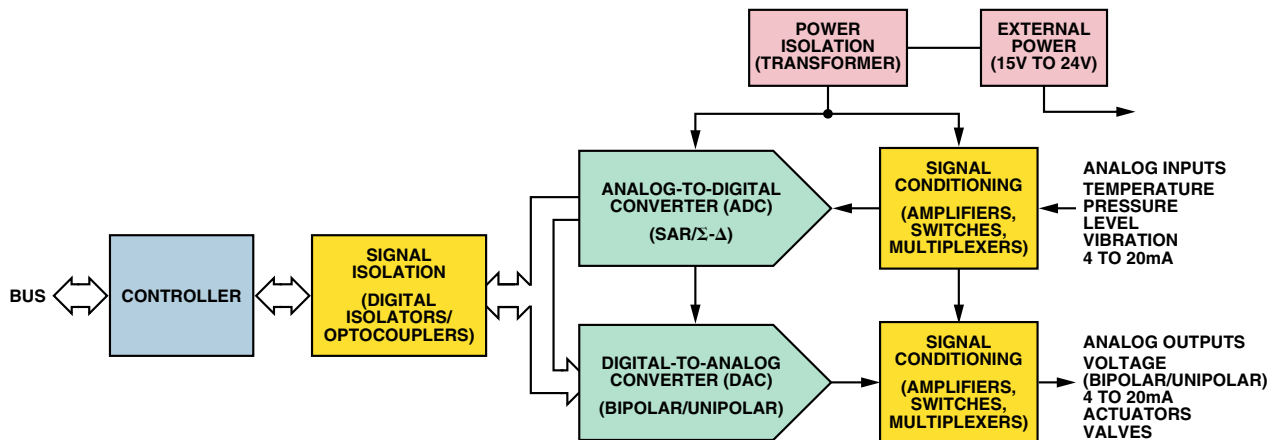 POWER
ISOLATION
(TRANSFORMER)
EXTERNAL
POWER
(15V TO 24V)
ANALOG-TO-DIGITAL
CONVERTER (ADC)
(SAR/Σ-Δ)
SIGNAL
CONDITIONING
(AMPLIFIERS,
SWITCHES,
MULTIPLEXERS)
ANALOG INPUTS
TEMPERATURE
PRESSURE
LEVEL
VIBRATION
4 TO 20mA
BUS
CONTROLLER
SIGNAL
ISOLATION
(DIGITAL
ISOLATORS/
OPTOCOUPLERS)
DIGITAL-TO-ANALOG
CONVERTER (DAC)
(BIPOLAR/UNIPOLAR)
SIGNAL
CONDITIONING
(AMPLIFIERS,
SWITCHES,
MULTIPLEXERS)
ANALOG OUTPUTS
VOLTAGE
(BIPOLAR/UNIPOLAR)
4 TO 20mA
ACTUATORS
VALVES